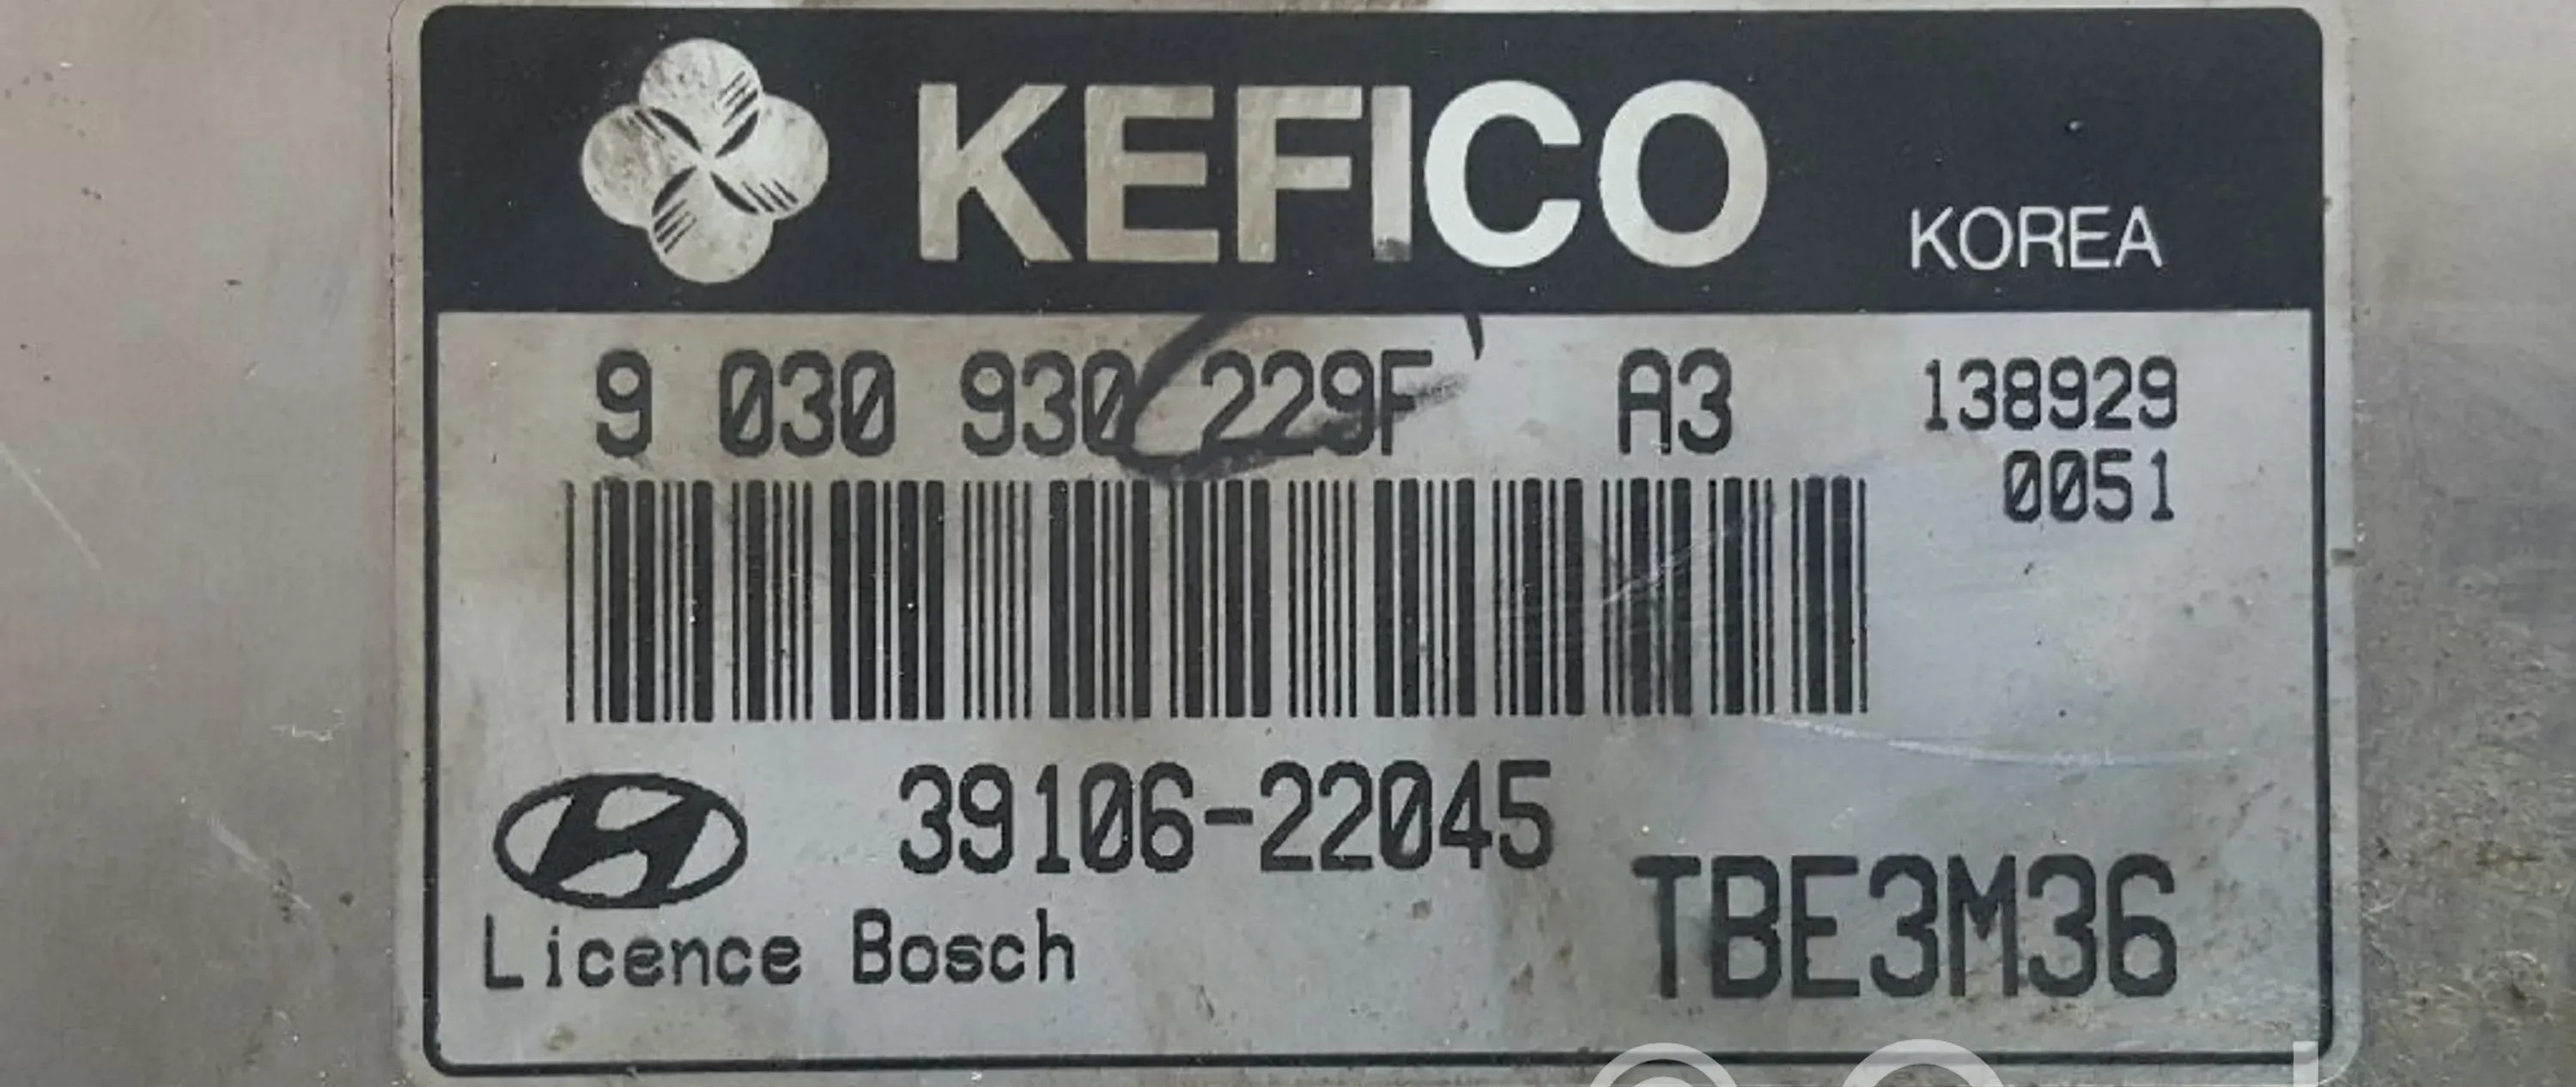 KEFICO KOREA
9 030 930 229F A3 138929
0051
39106-22045
TBE3M36
Licence Bosch